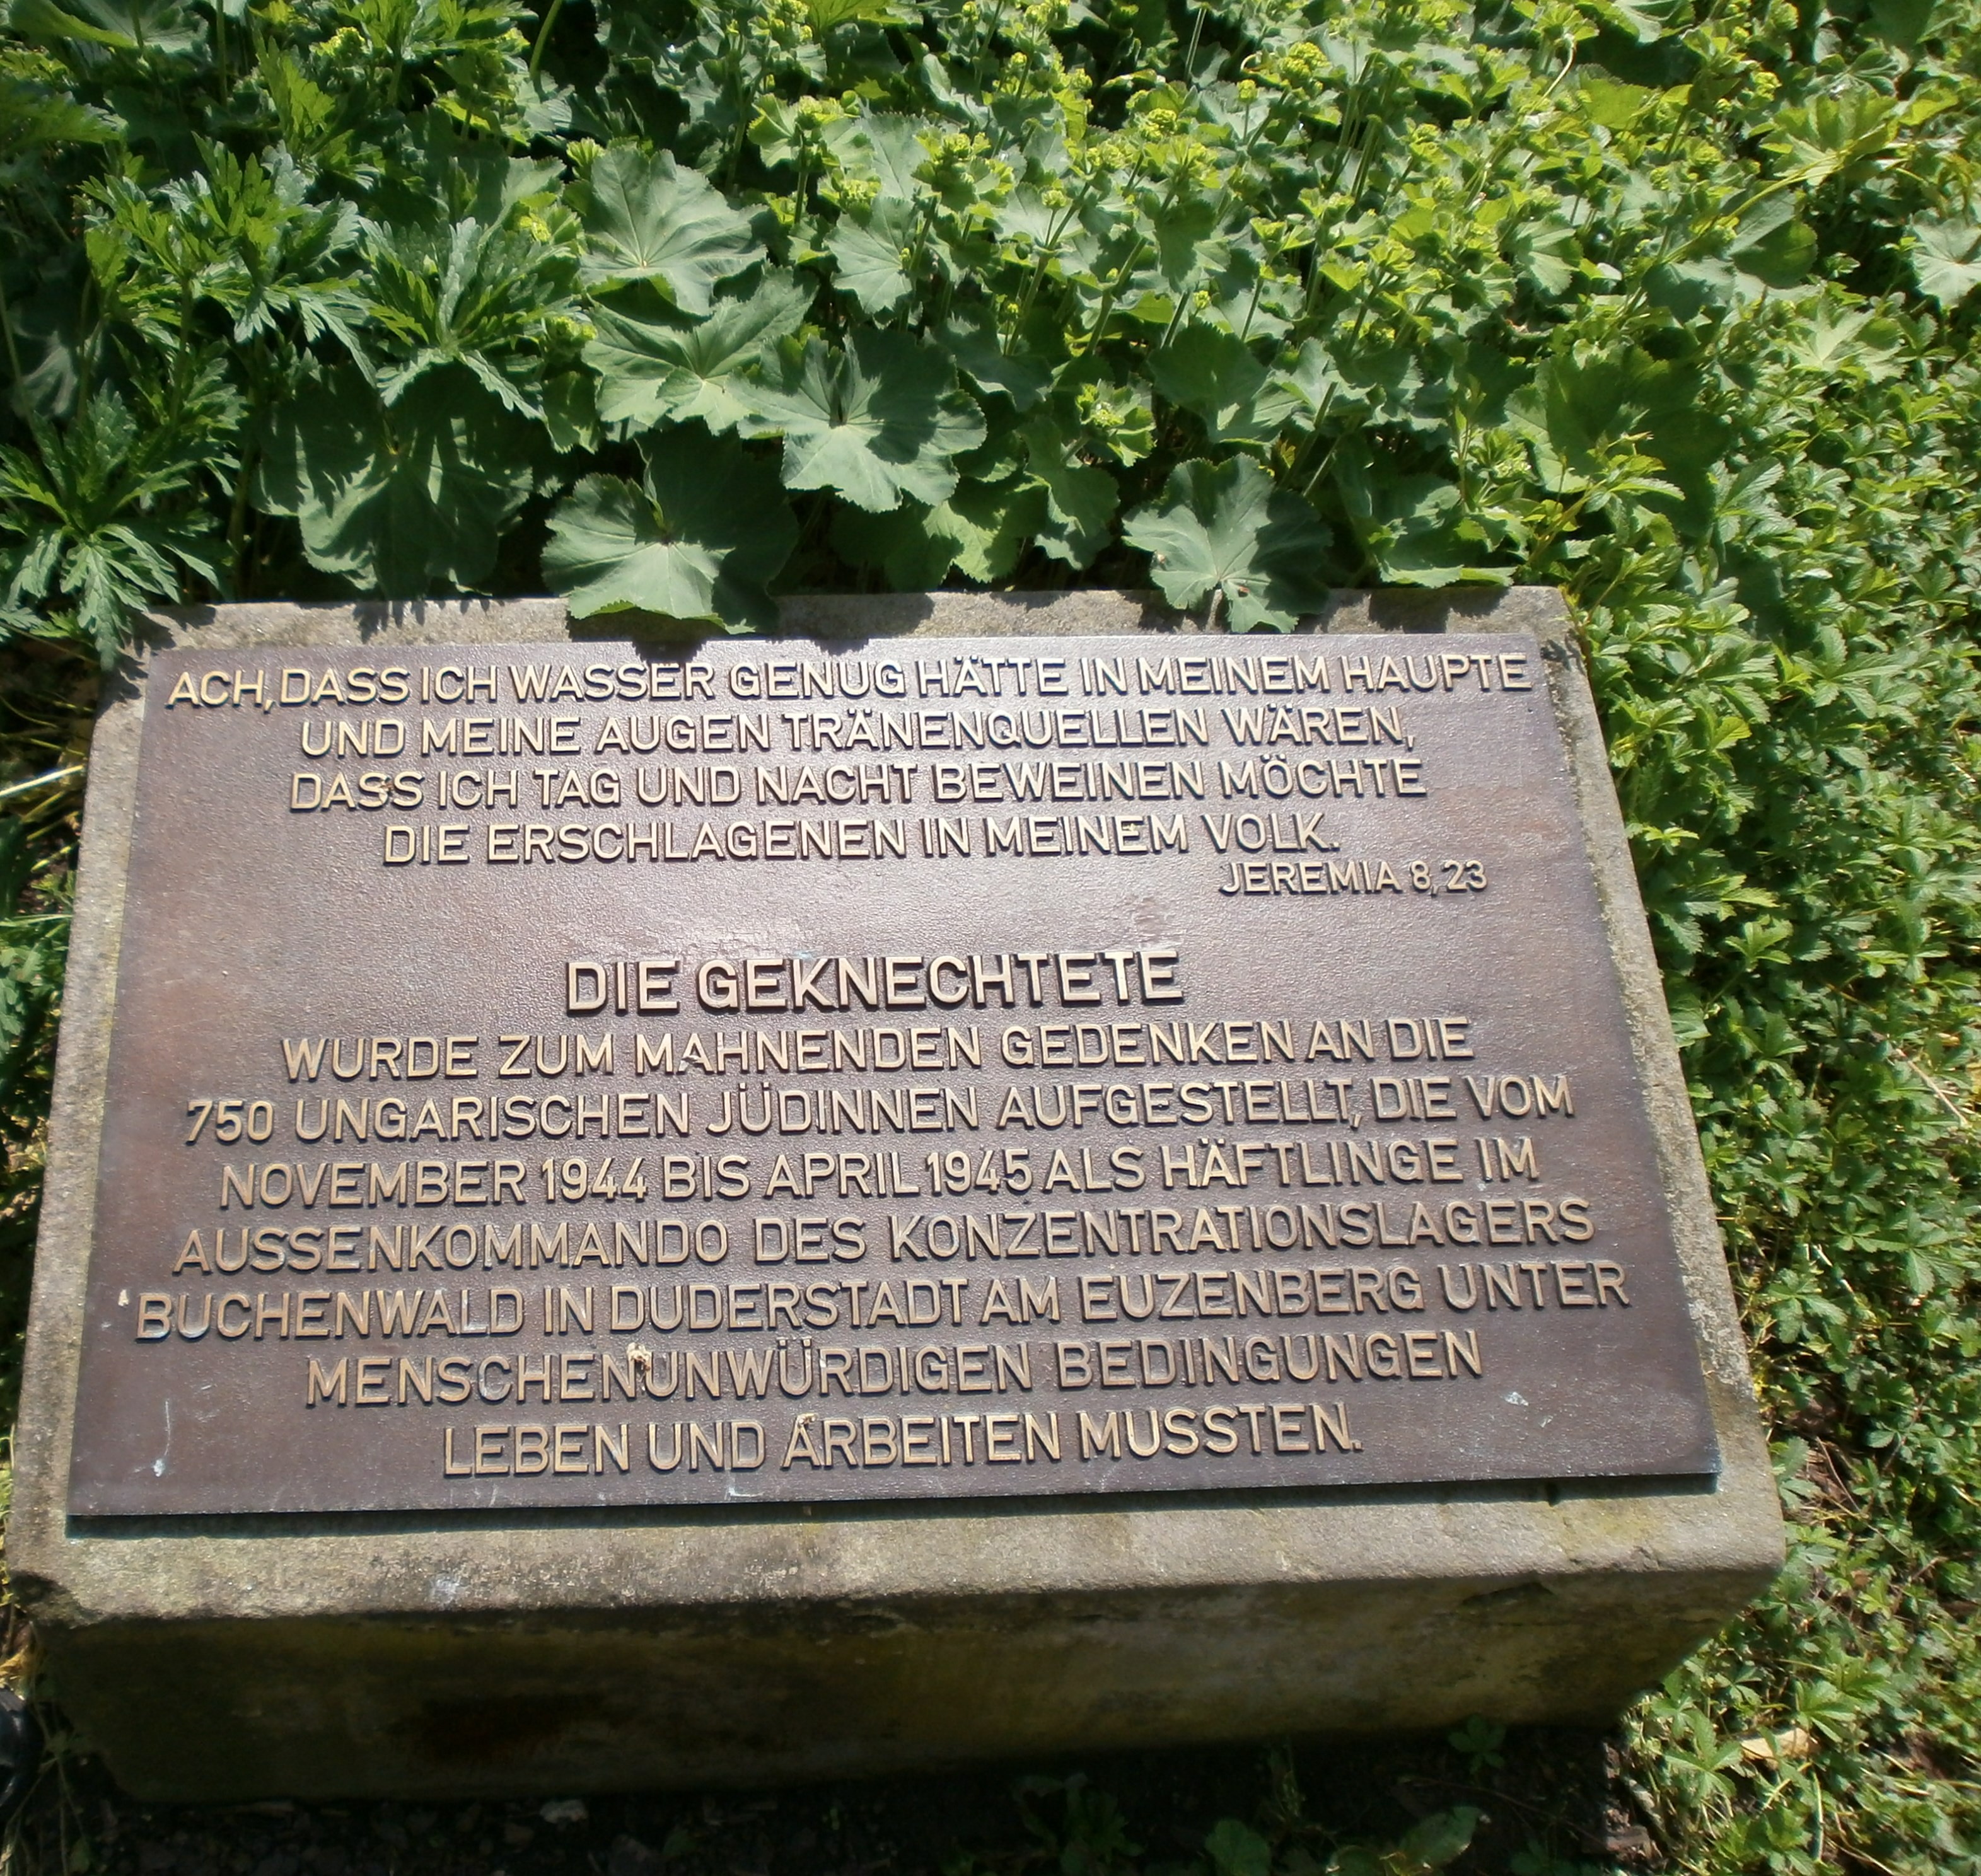 ACH, DASS ICH WASSER GENUG HÄTTE IN MEINEM HAUPTE
UND MEINE AUGEN TRÄNENQUELLEN WÄREN,
DASS ICH TAG UND NACHT BEWEINEN MÖCHTE
DIE ERSCHLAGENEN IN MEINEM VOLK.
JEREMIA 8, 23
DIE GEKNECHTETE
WURDE ZUM MAHNENDEN GEDENKEN AN DIE
750 UNGARISCHEN JÜDINNEN AUFGESTELLT, DIE VOM
NOVEMBER 1944 BIS APRIL 1945 ALS HÄFTLINGE IM
AUSSENKOMMANDO DES KONZENTRATIONSLAGERS
BUCHENWALD IN DUDERSTADT AM EUZENBERG UNTER
MENSCHENUNWÜRDIGEN BEDINGUNGEN
LEBEN UND ARBEITEN MUSSTEN.